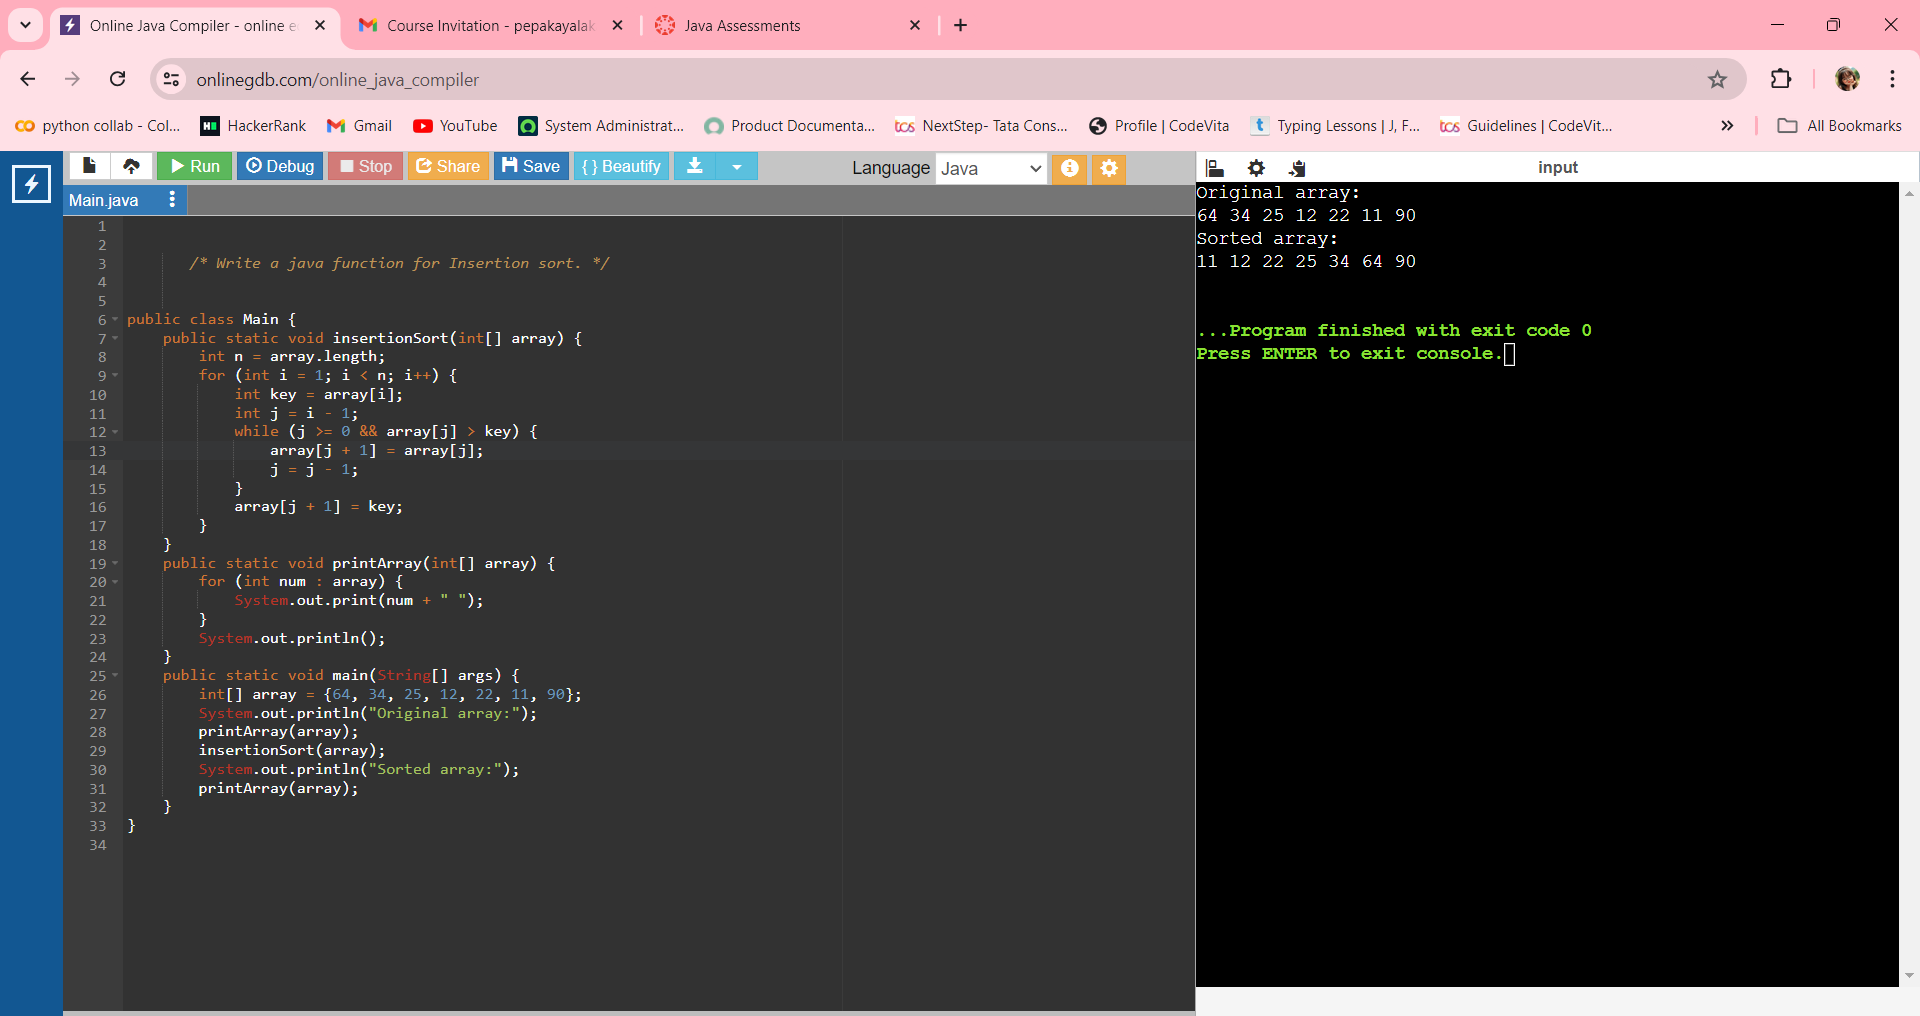 Online Java Compiler - online e
Course Invitation - pepakayalak
Java Assessments
onlinegdb.com/online_java_compiler
python collab - Col...
HackerRank
Gmail
YouTube
System Administrat...
Product Documenta...
tcs NextStep- Tata Cons...
Profile | CodeVita
t Typing Lessons | J, F...
tcs Guidelines | CodeVit...
All Bookmarks
Run
Debug
Stop
Share
Save
{ } Beautify
Language
Java
input
Main.java
1
2
3 /* Write a java function for Insertion sort. */
4
5
6 public class Main {
7 public static void insertionSort(int[] array) {
8 int n = array.length;
9 for (int i = 1; i < n; i++) {
10 int key = array[i];
11 int j = i - 1;
12 while (j >= 0 && array[j] > key) {
13 array[j + 1] = array[j];
14 j = j - 1;
15 }
16 array[j + 1] = key;
17 }
18 }
19 public static void printArray(int[] array) {
20 for (int num : array) {
21 System.out.print(num + " ");
22 }
23 System.out.println();
24 }
25 public static void main(String[] args) {
26 int[] array = {64, 34, 25, 12, 22, 11, 90};
27 System.out.println("Original array:");
28 printArray(array);
29 insertionSort(array);
30 System.out.println("Sorted array:");
31 printArray(array);
32 }
33 }
34
Original array:
64 34 25 12 22 11 90
Sorted array:
11 12 22 25 34 64 90
...Program finished with exit code 0
Press ENTER to exit console.